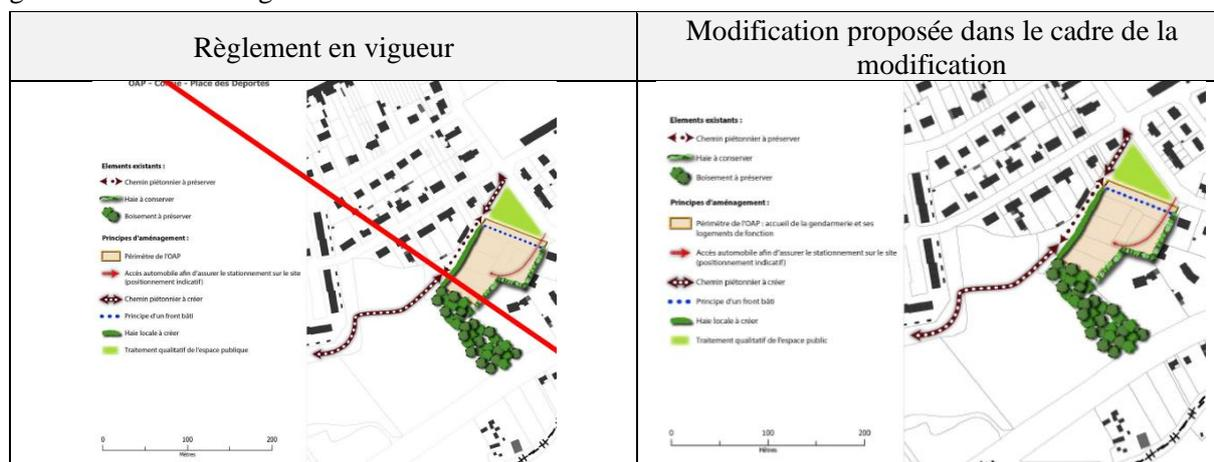 Règlement en vigueur
Modification proposée dans le cadre de la
modification
OAP - Place des Déportés
Elements existants :
Chemin piétonnier à préserver
Haie à conserver
Boisement à préserver
Principes d'aménagement :
Périmètre de l'OAP
Accès automobile afin d'assurer le stationnement sur le site
(positionnement indicatif)
Chemin piétonnier à créer
Principe d'un front bâti
Haie locale à créer
Traitement qualitatif de l'espace publique
0 100 200
Mètres
Elements existants :
Chemin piétonnier à préserver
Haie à conserver
Boisement à préserver
Principes d'aménagement :
Périmètre de l'OAP : accueil de la gendarmerie et ses
logements de fonction
Accès automobile afin d'assurer le stationnement sur le site
(positionnement indicatif)
Chemin piétonnier à créer
Principe d'un front bâti
Haie locale à créer
Traitement qualitatif de l'espace public
0 100 200
Mètres